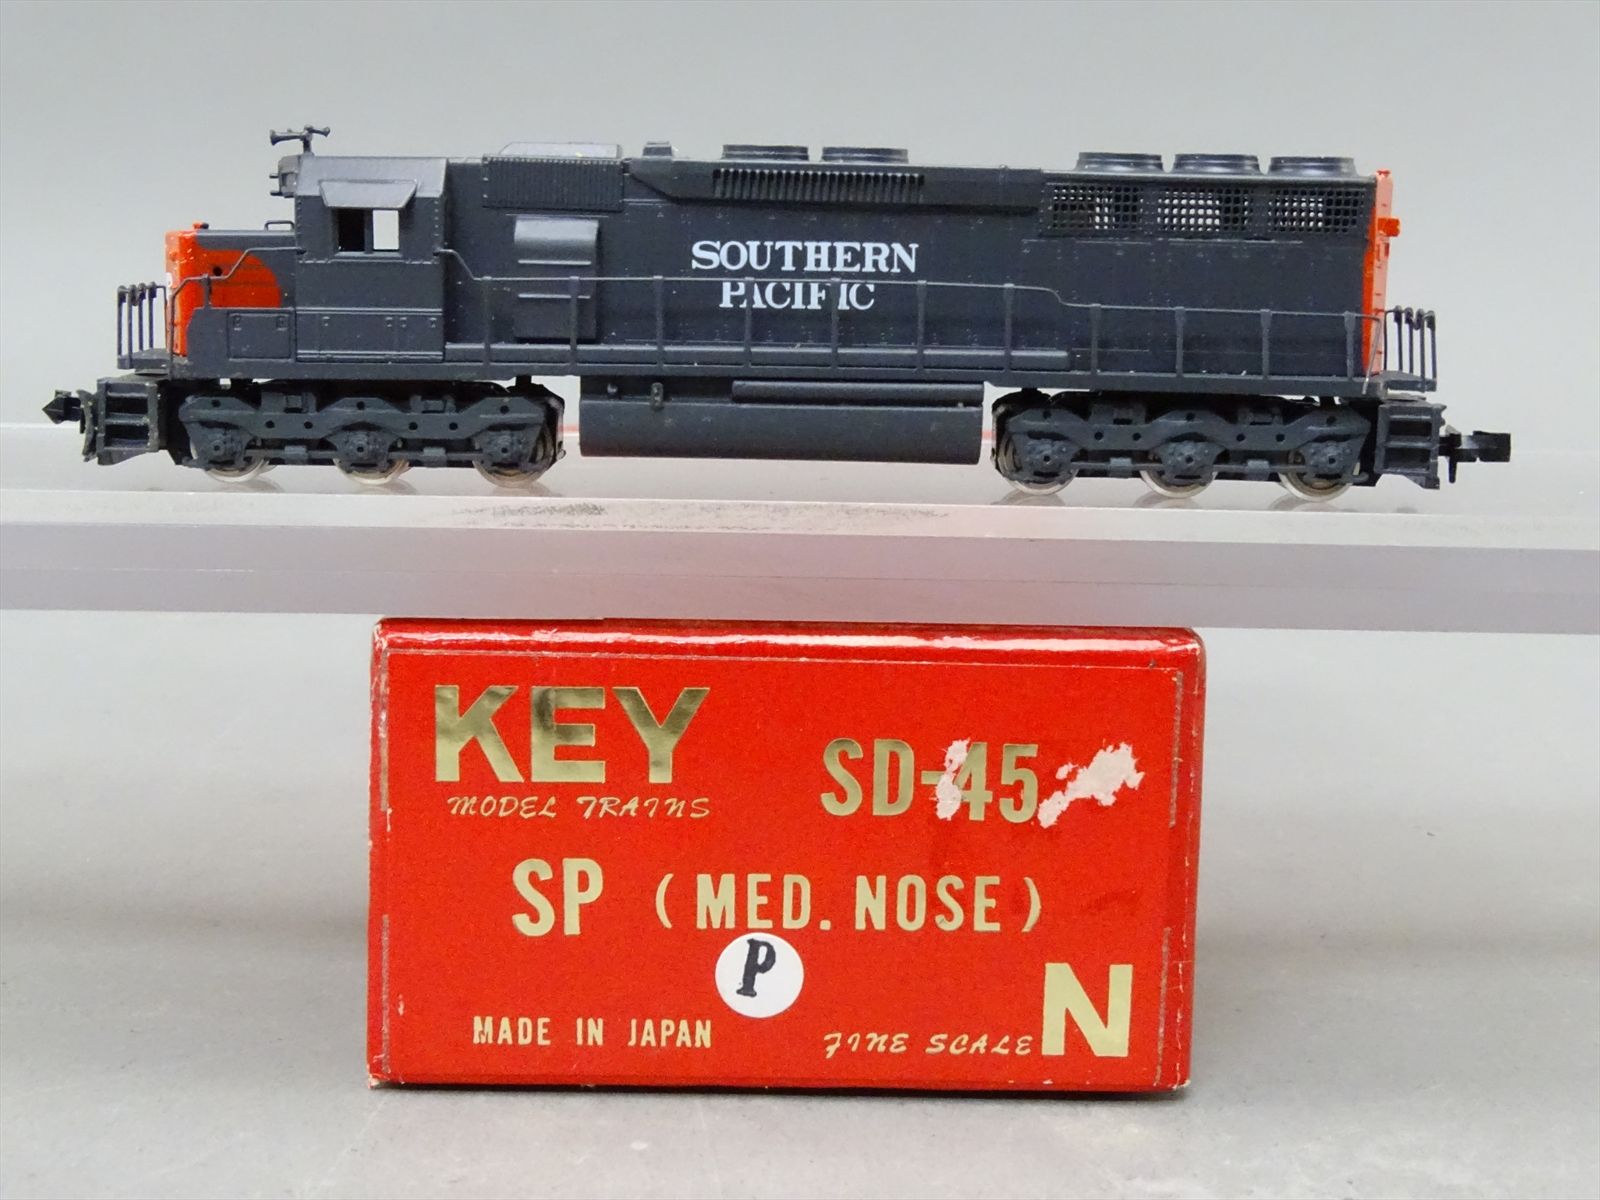 SOUTHERN
PACIFIC
KEY
MODEL TRAINS
SD-45
SP (MED. NOSE)
P
MADE IN JAPAN
FINE SCALE N